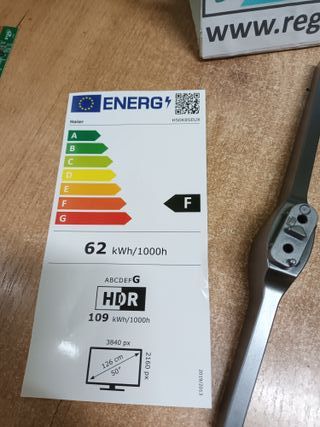 www.reg
ENERG
Haier
H50K85EUX
A
B
C
D
E
F
G
F
62 kWh/1000h
ABCDEFG
HDR
109 kWh/1000h
3840 px
126 cm
50"
2160 px
2019/2013